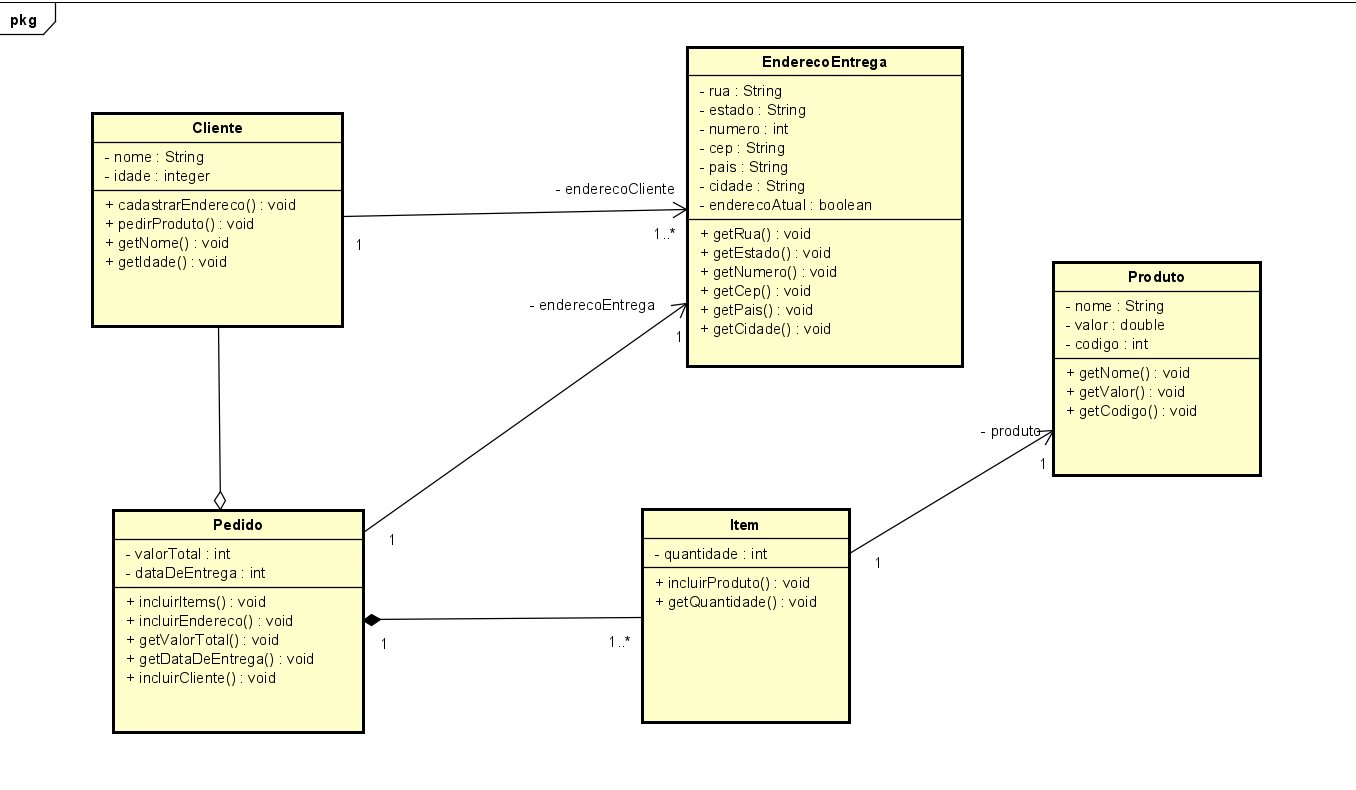 pkg
EnderecoEntrega
- rua : String
- estado : String
- numero : int
- cep : String
- pais : String
- cidade : String
- enderecoAtual : boolean
+ getRua() : void
+ getEstado() : void
+ getNumero() : void
+ getCep() : void
+ getPais() : void
+ getCidade() : void
Cliente
- nome : String
- idade : integer
+ cadastrarEndereco() : void
+ pedirProduto() : void
+ getNome() : void
+ getIdade() : void
- enderecoCliente
1
1..*
- enderecoEntrega
1
1
Produto
- nome : String
- valor : double
- codigo : int
+ getNome() : void
+ getValor() : void
+ getCodigo() : void
- produto
1
1
Pedido
- valorTotal : int
- dataDeEntrega : int
+ incluirItems() : void
+ incluirEndereco() : void
+ getValorTotal() : void
+ getDataDeEntrega() : void
+ incluirCliente() : void
1
1..*
Item
- quantidade : int
+ incluirProduto() : void
+ getQuantidade() : void